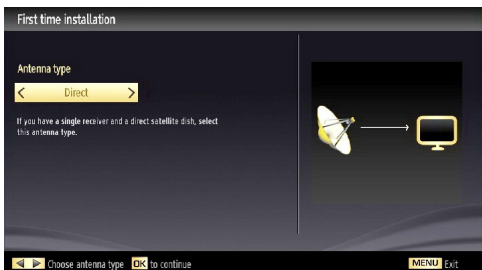 First time installation
Antenna type
Direct
If you have a single receiver and a direct satellite dish, select
this antenna type.
Choose antenna type OK to continue MENU Exit